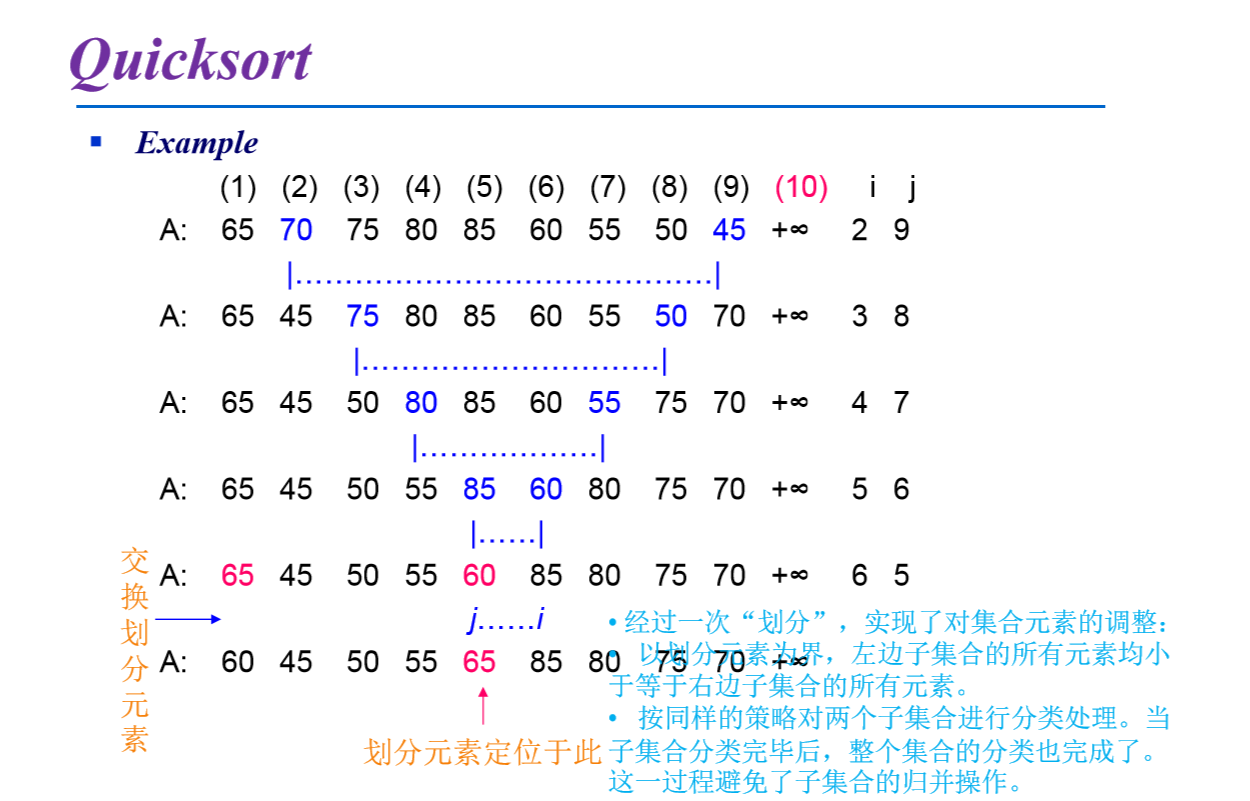 Quicksort
▪ Example
(1) (2) (3) (4) (5) (6) (7) (8) (9) (10) i j
A: 65 70 75 80 85 60 55 50 45 +∞ 2 9
|..........................................|
A: 65 45 75 80 85 60 55 50 70 +∞ 3 8
|..............................|
A: 65 45 50 80 85 60 55 75 70 +∞ 4 7
|..................|
A: 65 45 50 55 85 60 80 75 70 +∞ 5 6
|......|
A: 65 45 50 55 60 85 80 75 70 +∞ 6 5
j......i
A: 60 45 50 55 65 85 80 75 70 +∞
交换划分元素
划分元素定位于此
• 经过一次“划分”，实现了对集合元素的调整：
• 以划分元素为界，左边子集合的所有元素均小
于等于右边子集合的所有元素。
• 按同样的策略对两个子集合进行分类处理。当
子集合分类完毕后，整个集合的分类也完成了。
这一过程避免了子集合的归并操作。